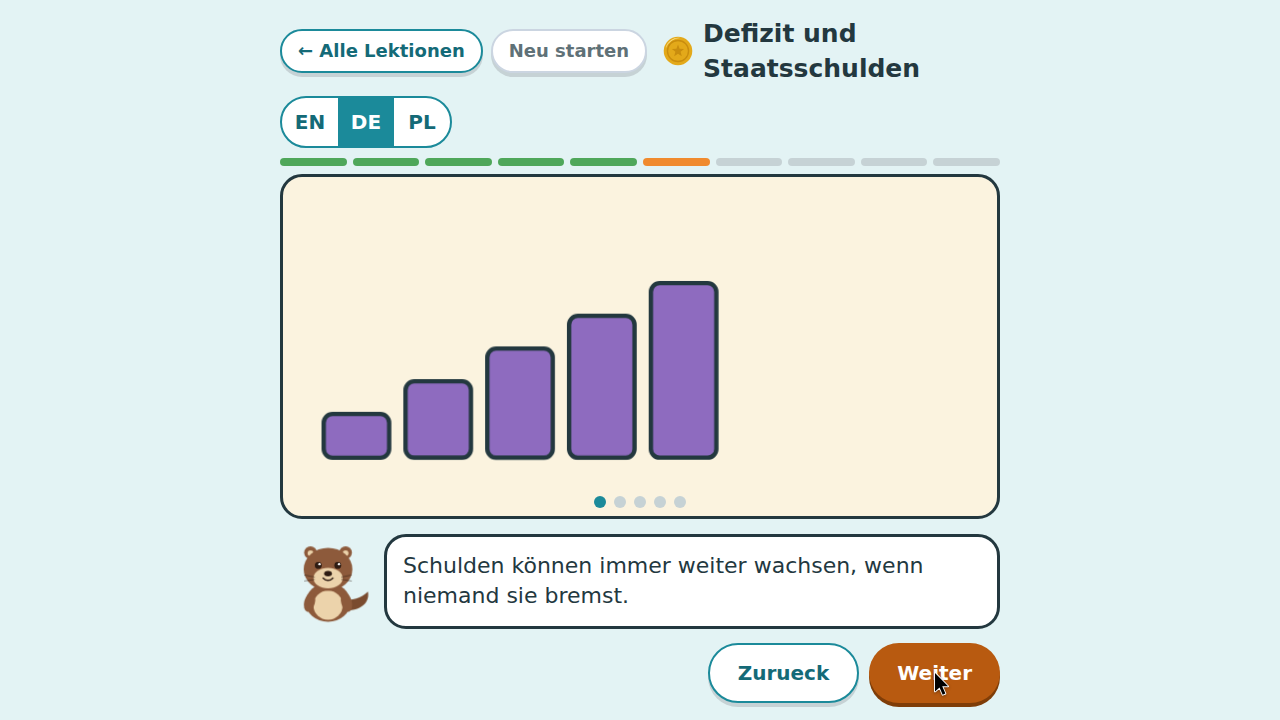 ← Alle Lektionen
Neu starten
Defizit und
Staatsschulden
EN
DE
PL
Schulden können immer weiter wachsen, wenn
niemand sie bremst.
Zurueck
Weiter